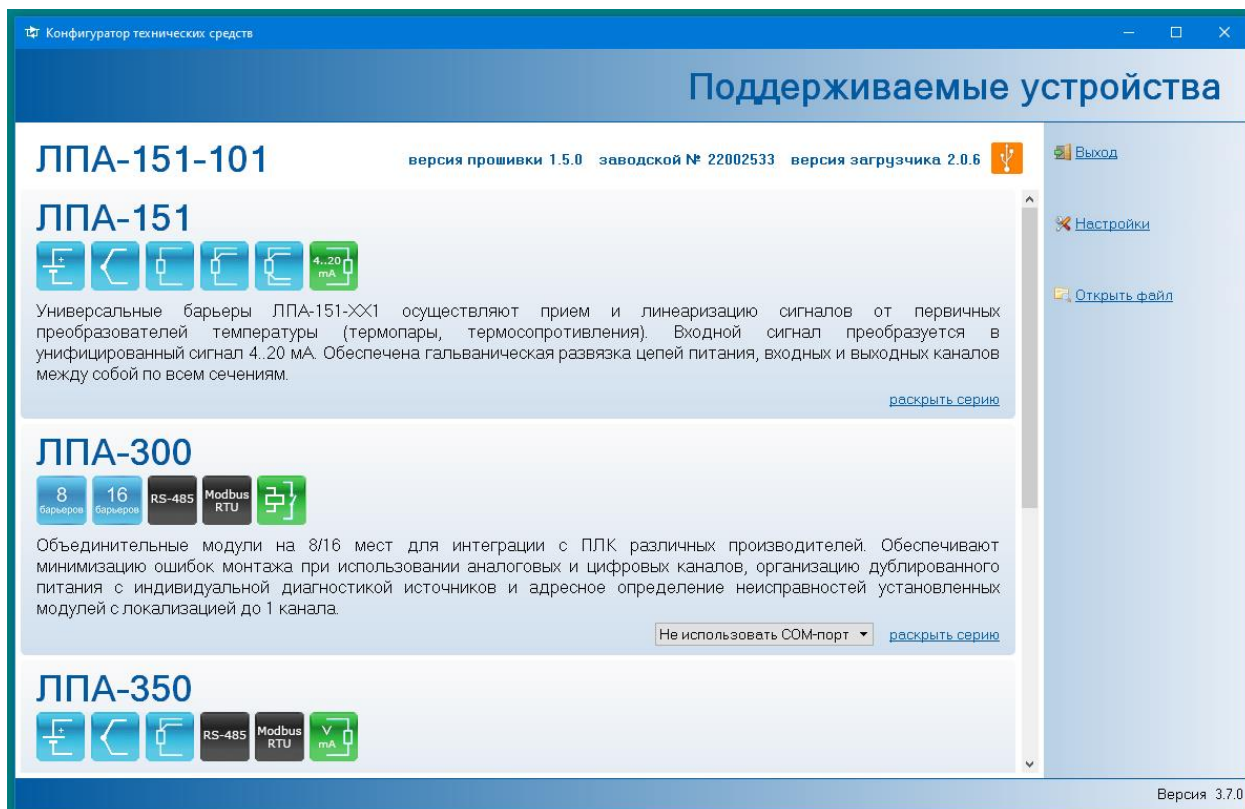 Конфигуратор технических средств
Поддерживаемые устройства
ЛПА-151-101
версия прошивки 1.5.0 заводской № 22002533 версия загрузчика 2.0.6
Выход
Настройки
Открыть файл
ЛПА-151
4..20 mA
Универсальные барьеры ЛПА-151-XX1 осуществляют прием и линеаризацию сигналов от первичных
преобразователей температуры (термопары, термосопротивления). Входной сигнал преобразуется в
унифицированный сигнал 4..20 мА. Обеспечена гальваническая развязка цепей питания, входных и выходных каналов
между собой по всем сечениям.
раскрыть серию
ЛПА-300
8 барьеров
16 барьеров
RS-485
Modbus RTU
Объединительные модули на 8/16 мест для интеграции с ПЛК различных производителей. Обеспечивают
минимизацию ошибок монтажа при использовании аналоговых и цифровых каналов, организацию дублированного
питания с индивидуальной диагностикой источников и адресное определение неисправностей установленных
модулей с локализацией до 1 канала.
Не использовать COM-порт
раскрыть серию
ЛПА-350
RS-485
Modbus RTU
V mA
Версия 3.7.0